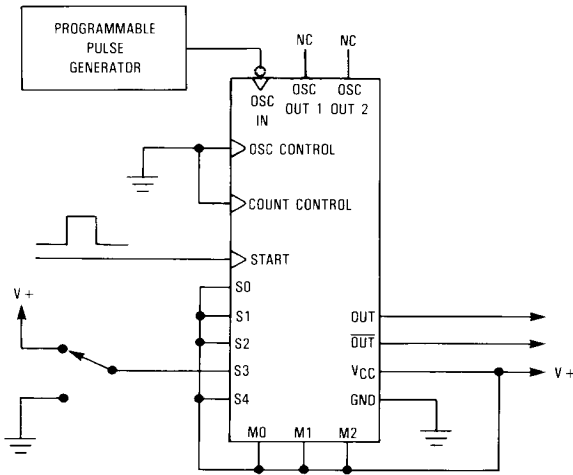 PROGRAMMABLE
PULSE
GENERATOR
NC
NC
OSC
IN
OSC
OUT 1
OSC
OUT 2
OSC CONTROL
COUNT CONTROL
START
V+
S0
S1
S2
S3
S4
OUT
OUT
VCC
V+
GND
M0
M1
M2